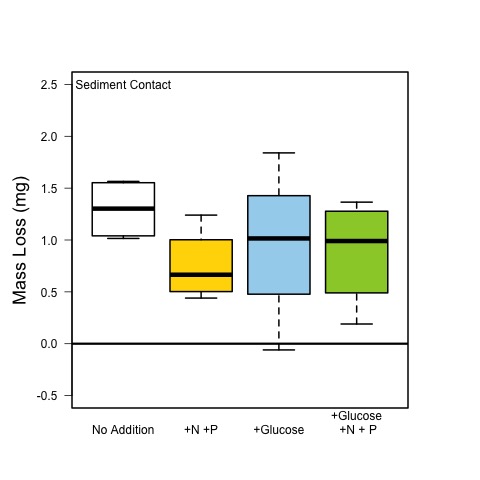 2.5
Sediment Contact
2.0
1.5
1.0
0.5
0.0
-0.5
Mass Loss (mg)
No Addition
+N +P
+Glucose
+Glucose
+N + P